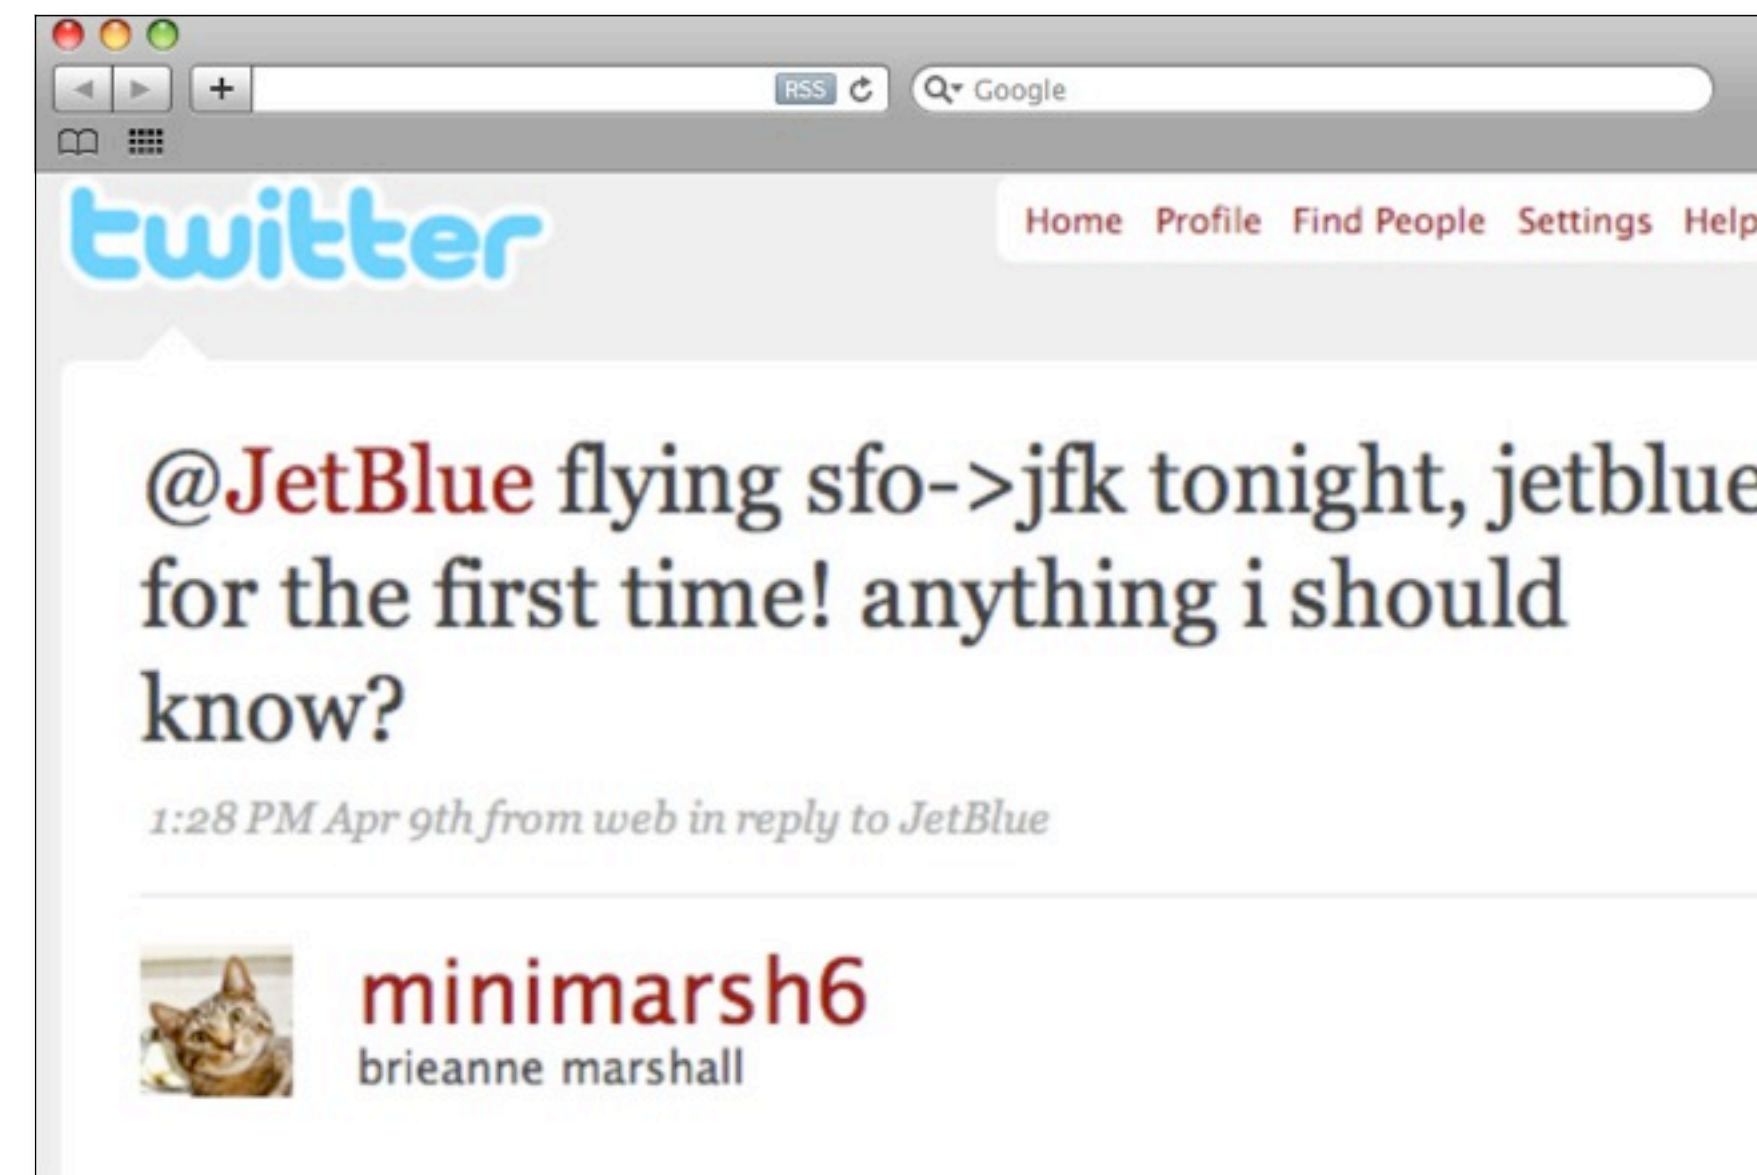 RSS
Google
twitter
Home Profile Find People Settings Help
@JetBlue flying sfo->jfk tonight, jetblue
for the first time! anything i should
know?
1:28 PM Apr 9th from web in reply to JetBlue
minimarsh6
brieanne marshall